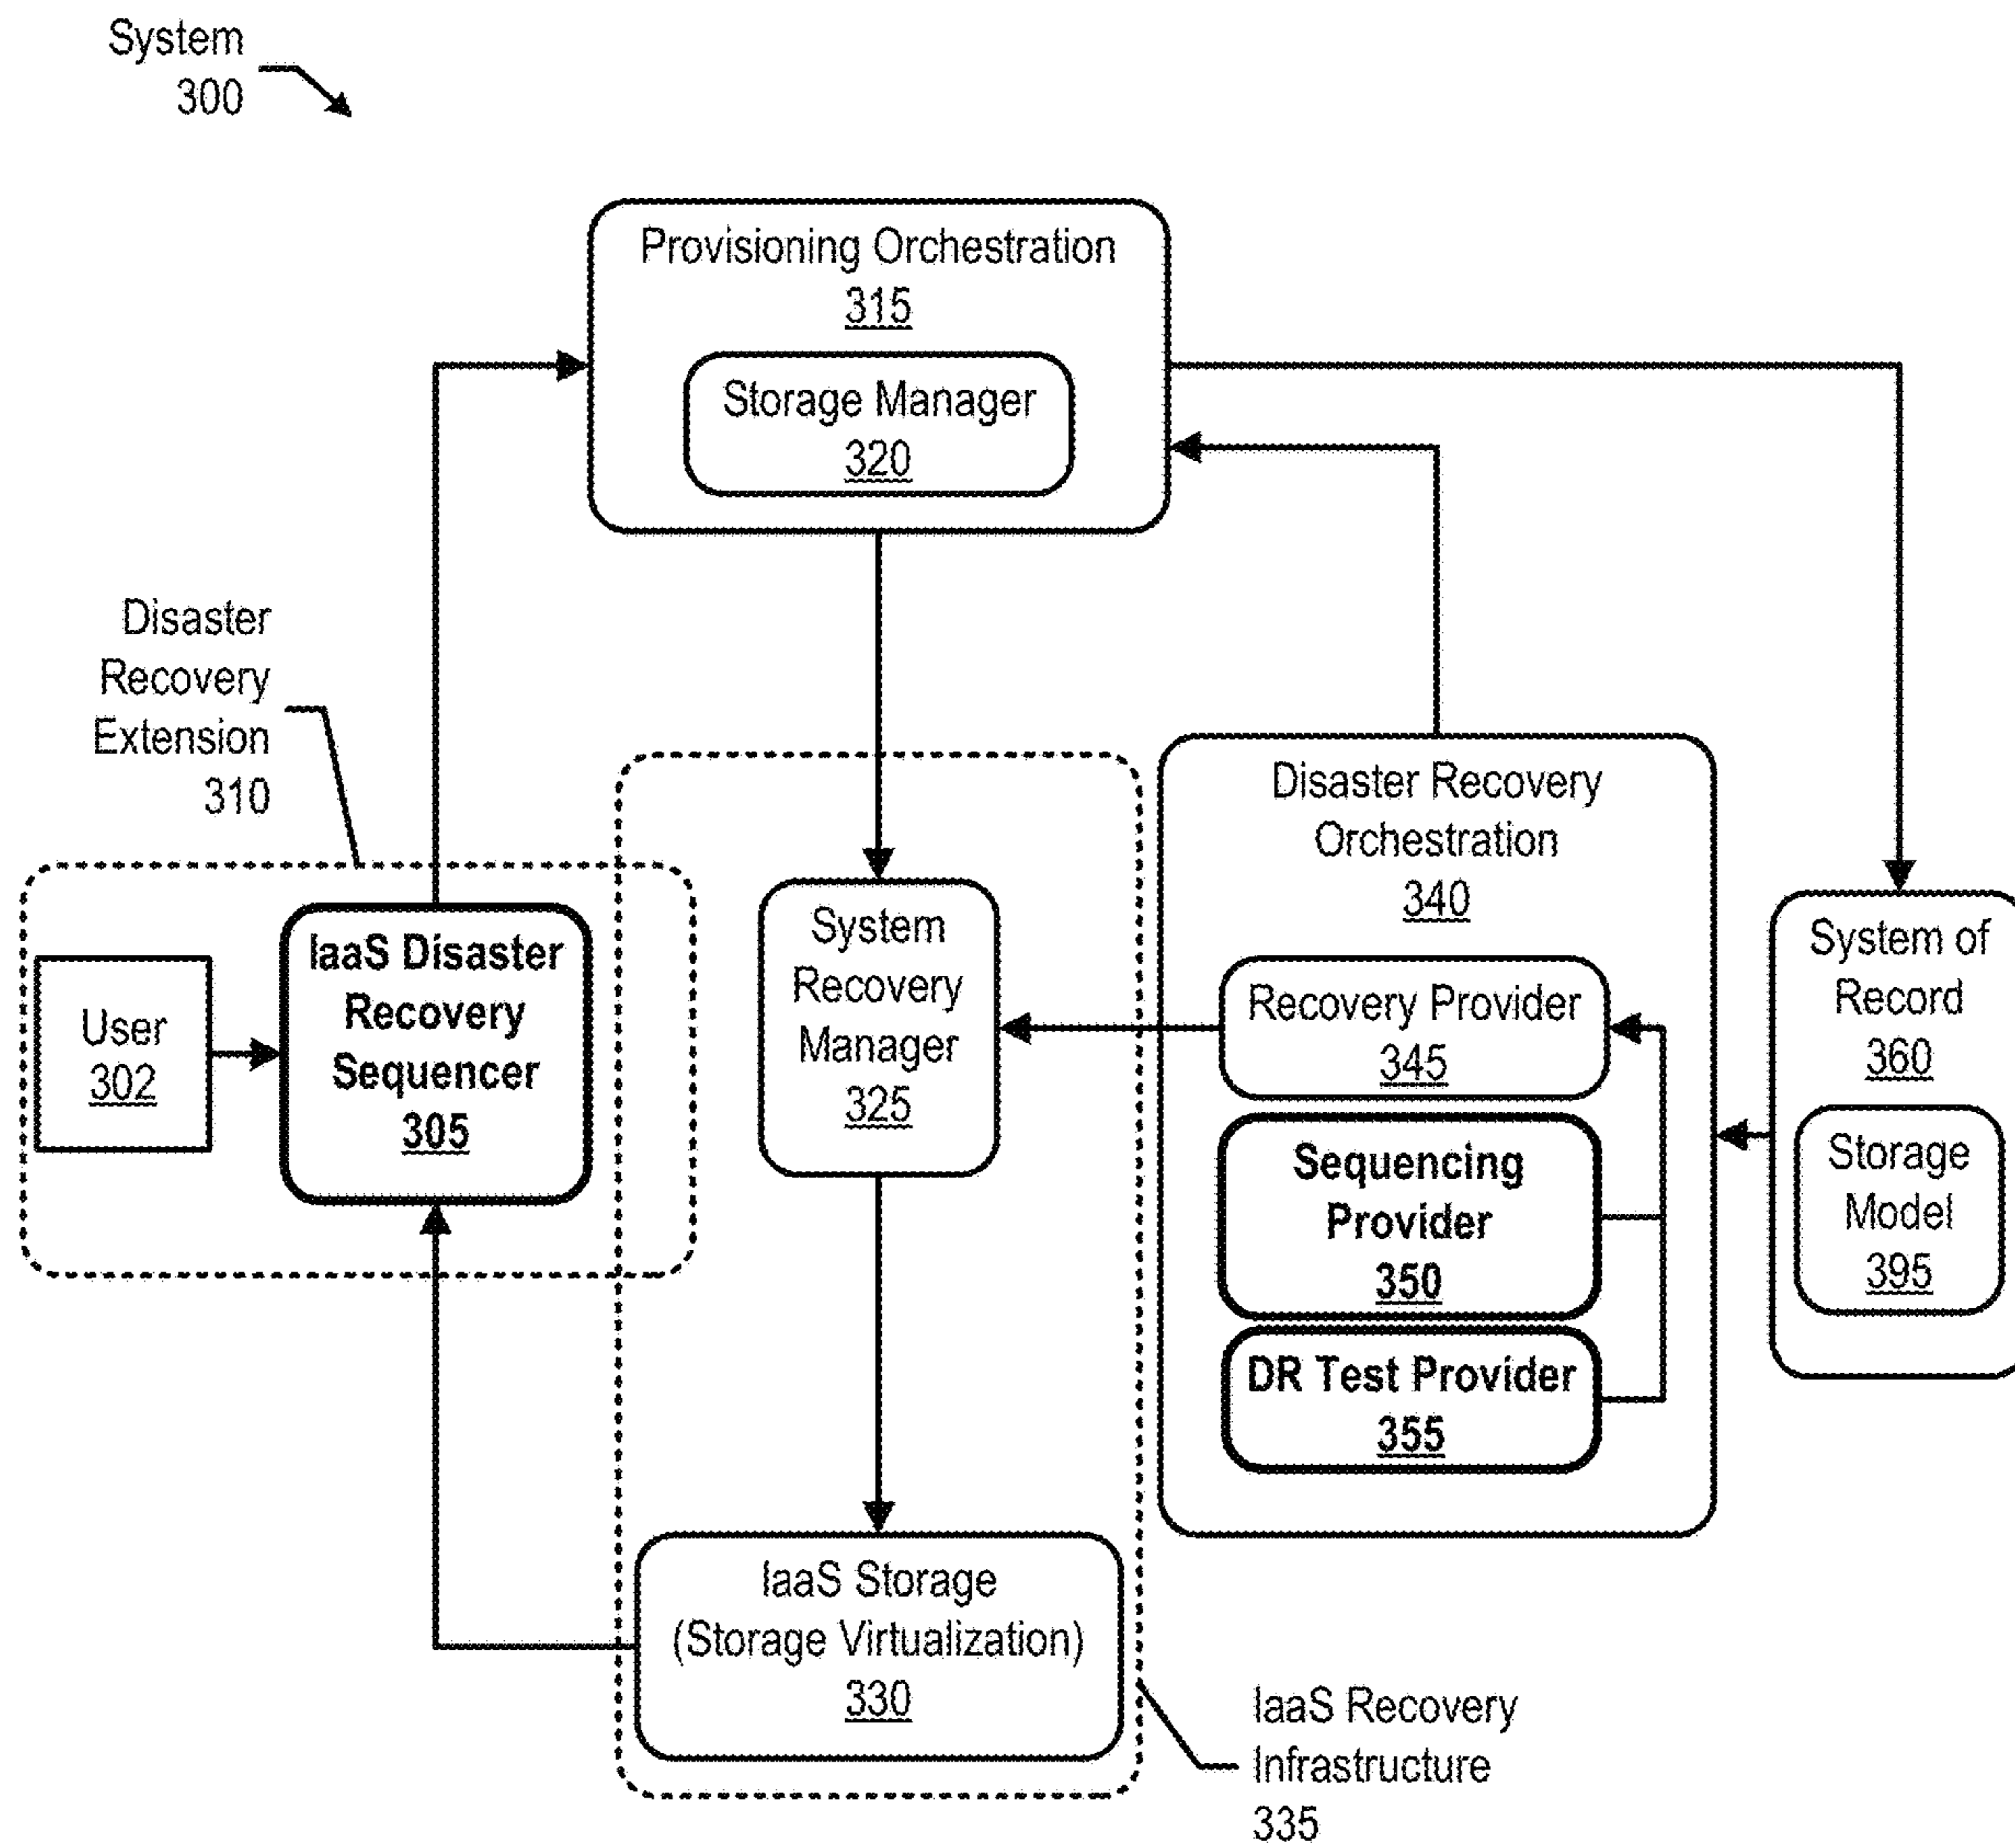 System
300
Provisioning Orchestration
315
Storage Manager
320
Disaster
Recovery
Extension
310
User
302
IaaS Disaster
Recovery
Sequencer
305
System
Recovery
Manager
325
Disaster Recovery
Orchestration
340
Recovery Provider
345
Sequencing
Provider
350
DR Test Provider
355
System of
Record
360
Storage
Model
395
IaaS Storage
(Storage Virtualization)
330
IaaS Recovery
Infrastructure
335